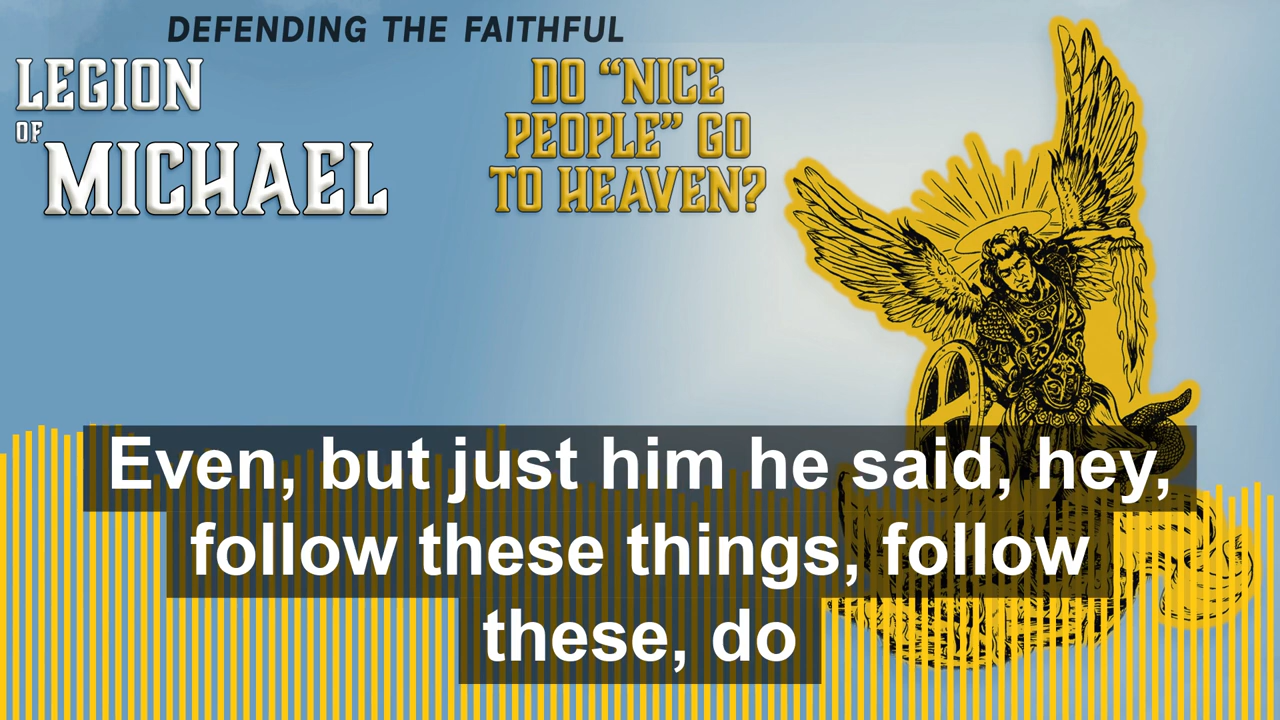 DEFENDING THE FAITHFUL
LEGION
OF
MICHAEL
DO “NICE
PEOPLE” GO
TO HEAVEN?
Even, but just him he said, hey,
follow these things, follow
these, do